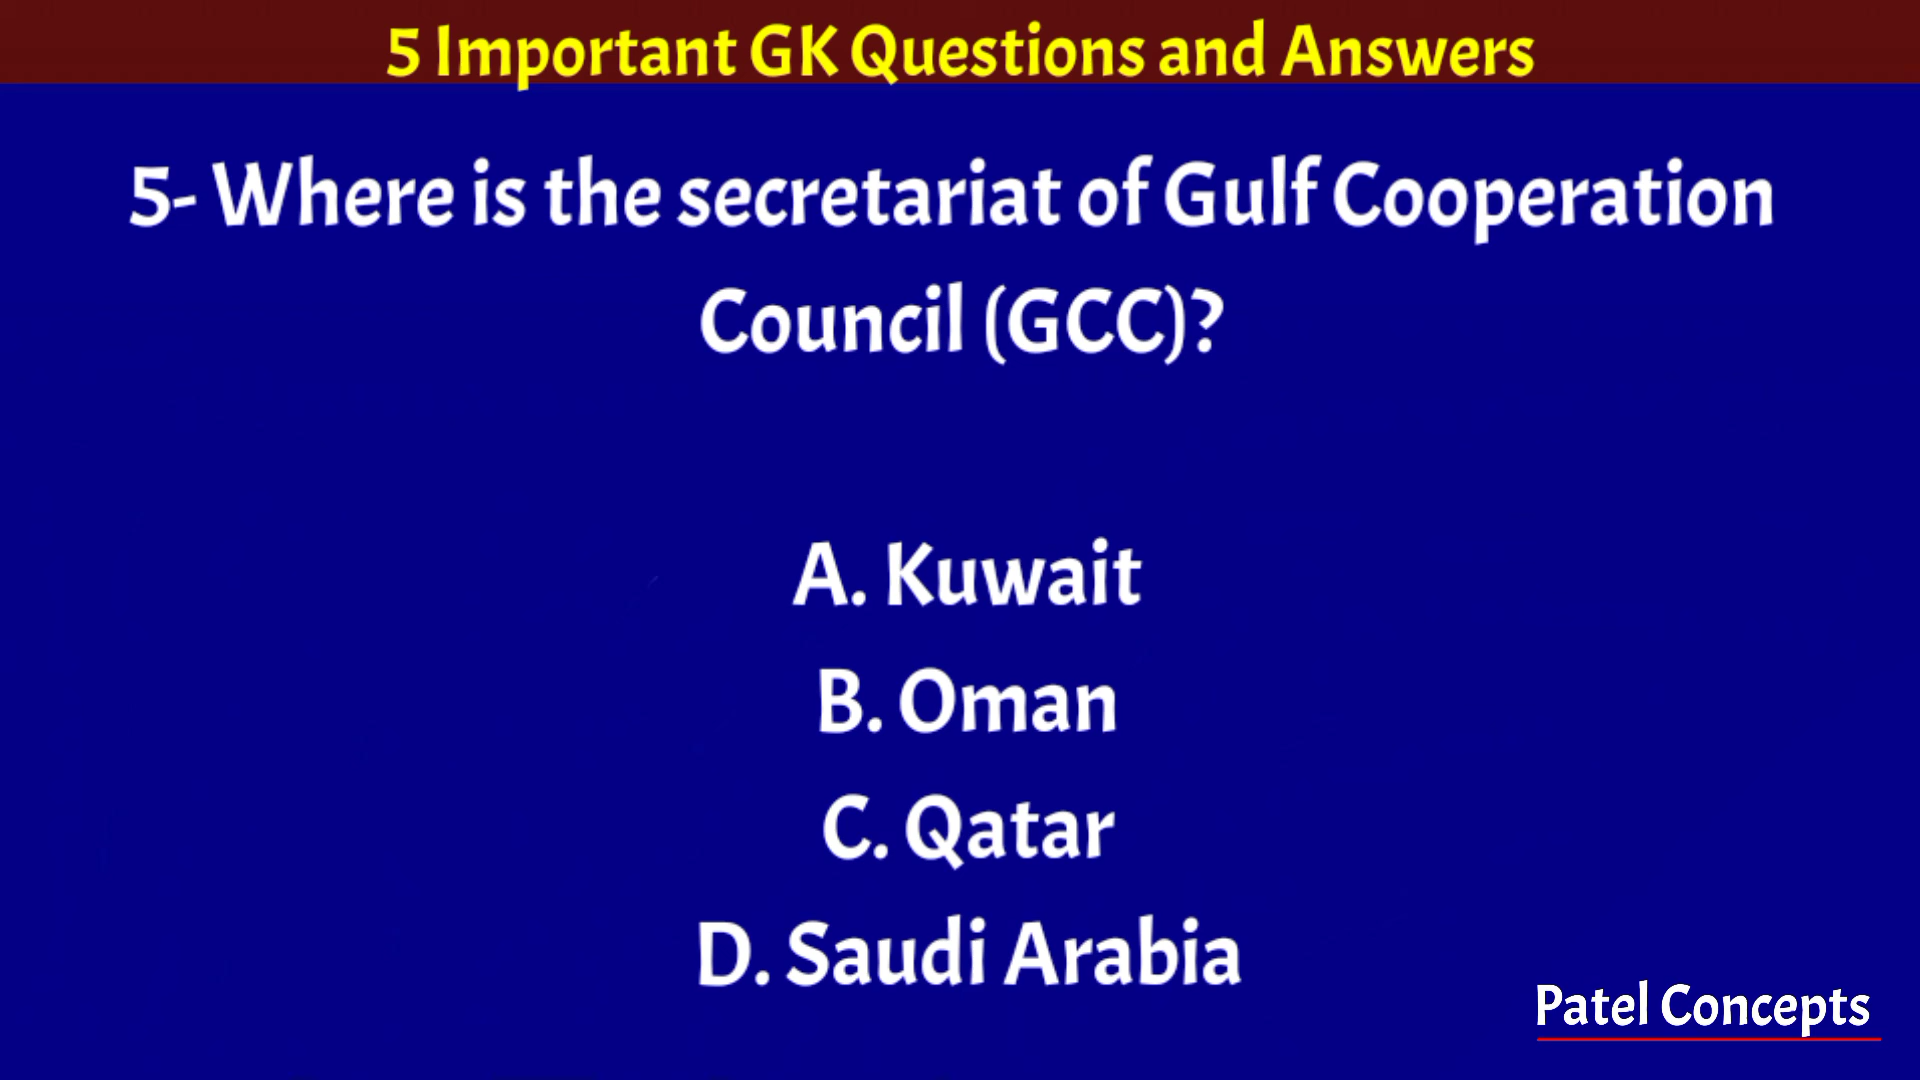 5 Important GK Questions and Answers
5- Where is the secretariat of Gulf Cooperation
Council (GCC)?
A. Kuwait
B. Oman
C. Qatar
D. Saudi Arabia
Patel Concepts